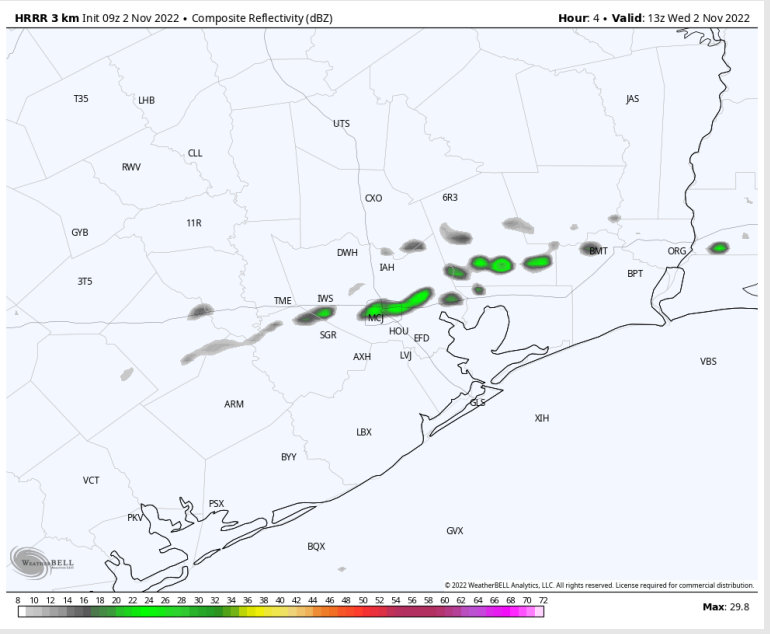 HRRR 3 km Init 09z 2 Nov 2022 • Composite Reflectivity (dBZ) Hour: 4 • Valid: 13z Wed 2 Nov 2022
T35 LHB JAS
UTS
CLL
RWV
CXO 6R3
11R
GYB
DWH BMT ORG
IAH
BPT
3T5
TME IWS
MCJ
SGR HOU EFD
AXH LVJ VBS
ARM GLS
XIH
LBX
BYY
VCT
PSX
PKV
GVX
BQX
WEATHERBELL
© 2022 WeatherBELL Analytics, LLC. All rights reserved. License required for commercial distribution.
8 10 12 14 16 18 20 22 24 26 28 30 32 34 36 38 40 42 44 46 48 50 52 54 56 58 60 62 64 66 68 70 72
Max: 29.8